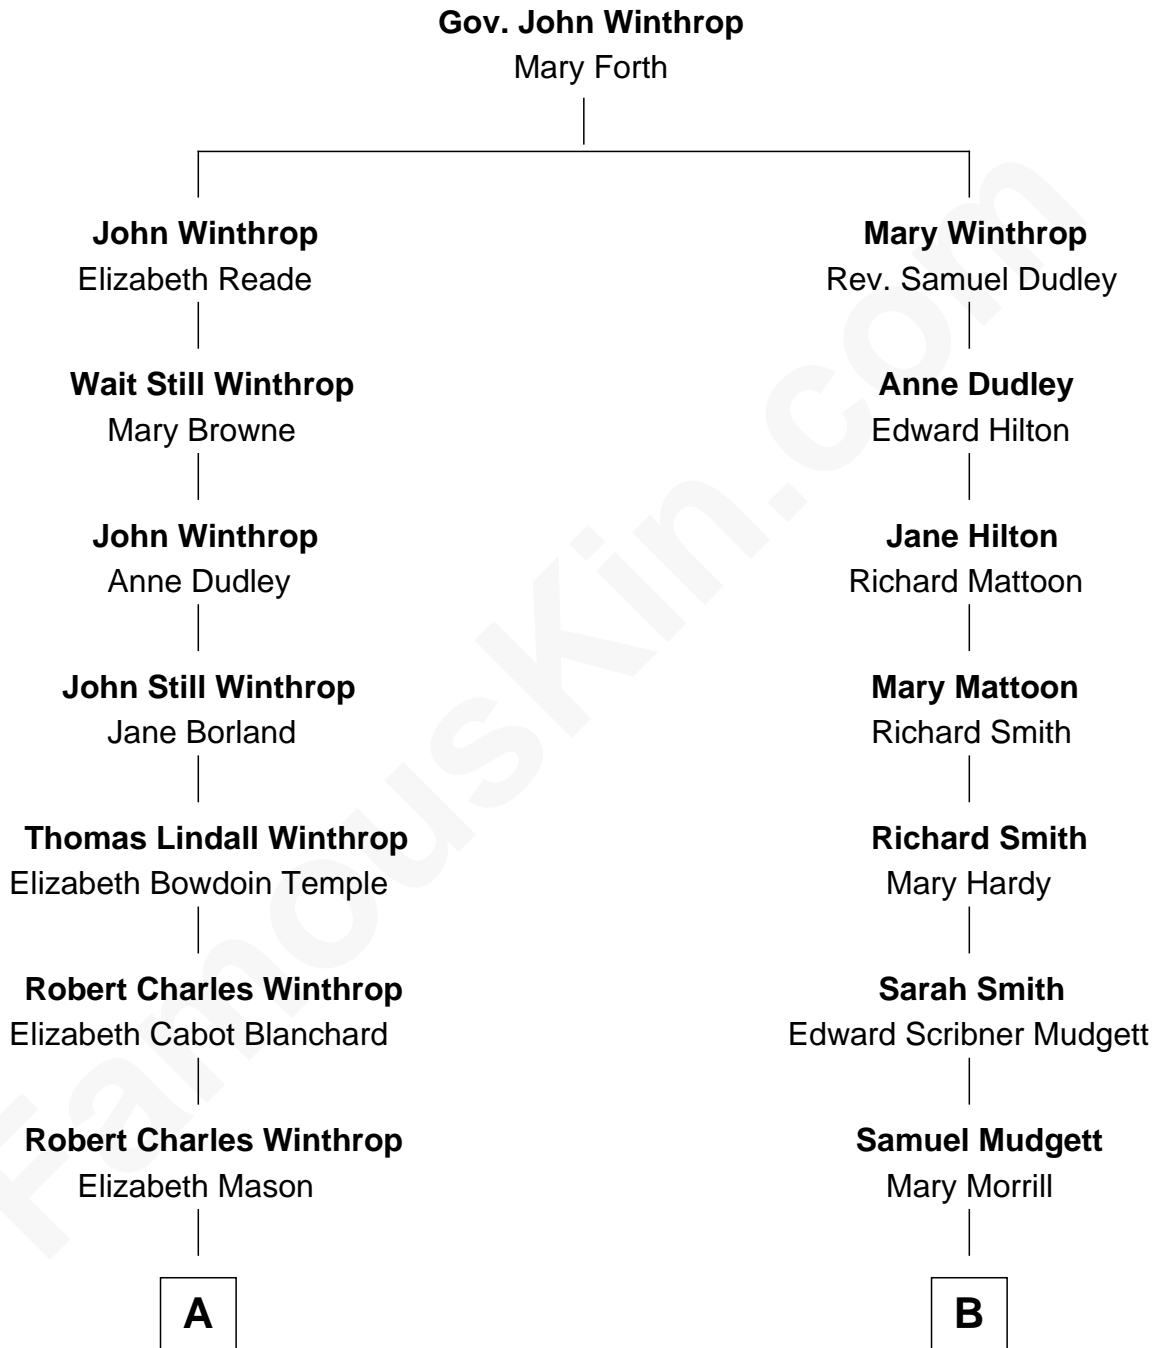 Gov. John Winthrop
Mary Forth
John Winthrop
Elizabeth Reade
Wait Still Winthrop
Mary Browne
John Winthrop
Anne Dudley
John Still Winthrop
Jane Borland
Thomas Lindall Winthrop
Elizabeth Bowdoin Temple
Robert Charles Winthrop
Elizabeth Cabot Blanchard
Robert Charles Winthrop
Elizabeth Mason
A
Mary Winthrop
Rev. Samuel Dudley
Anne Dudley
Edward Hilton
Jane Hilton
Richard Mattoon
Mary Mattoon
Richard Smith
Richard Smith
Mary Hardy
Sarah Smith
Edward Scribner Mudgett
Samuel Mudgett
Mary Morrill
B
FamousKin.com